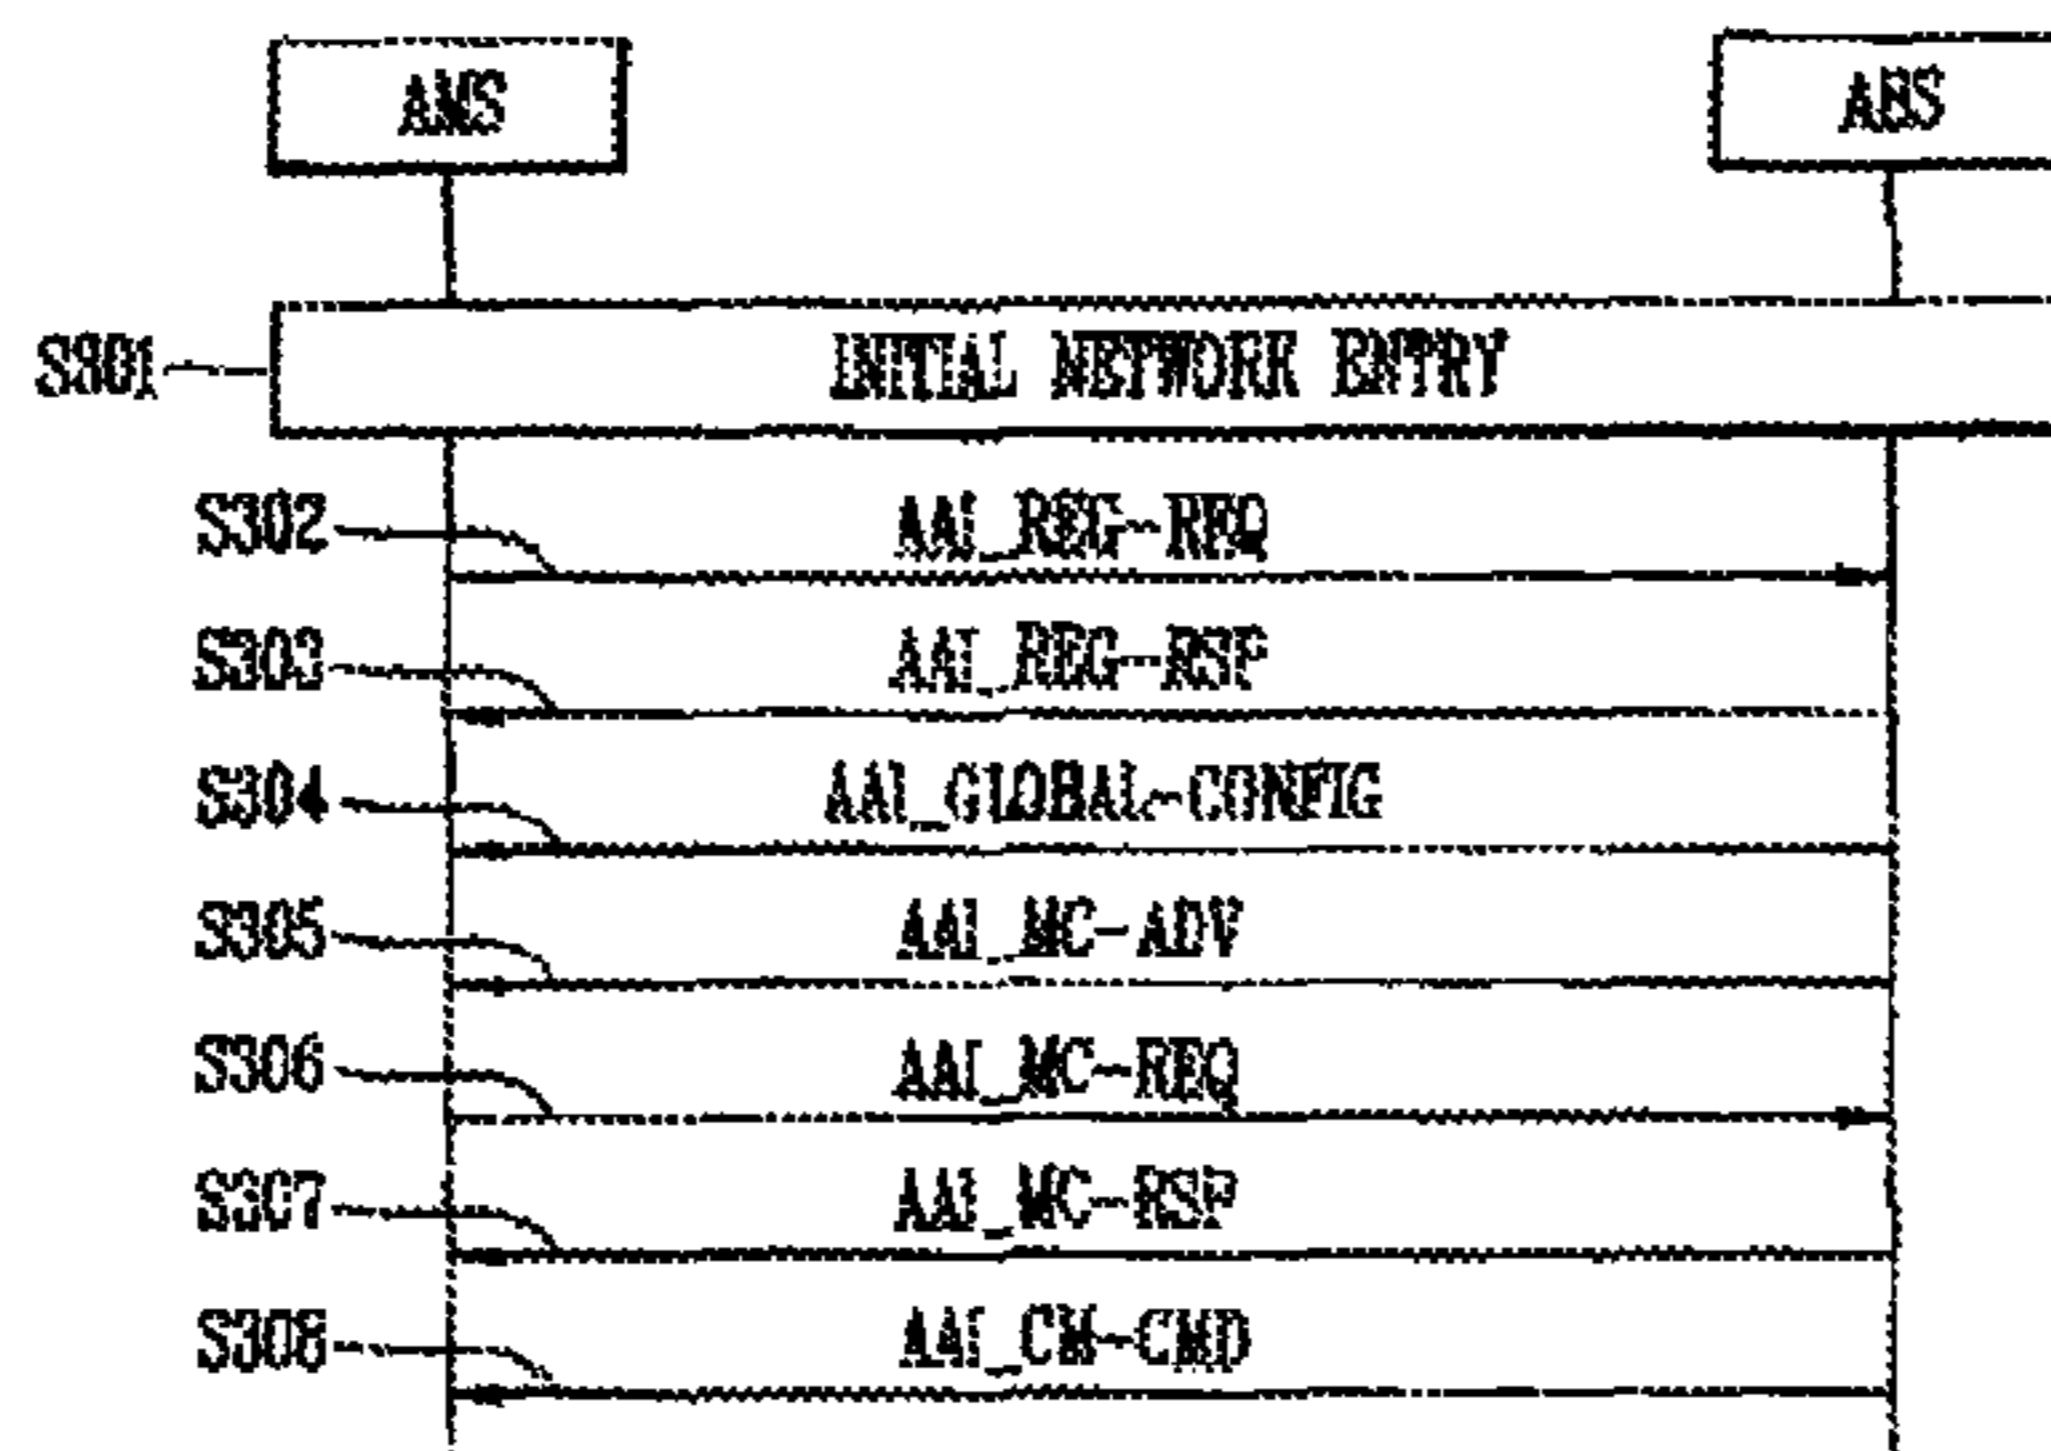 AMS
ABS
S301
INITIAL NETWORK ENTRY
S302
AAI_REG-REQ
S303
AAI_REG-RSP
S304
AAI_GLOBAL-CONFIG
S305
AAI_MC-ADV
S306
AAI_MC-REQ
S307
AAI_MC-RSP
S308
AAI_CM-CMD